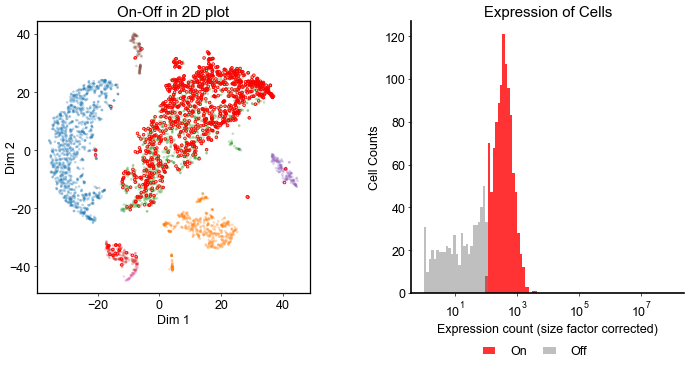 On-Off in 2D plot
40
20
0
−20
−40
Dim 2
−20 0 20 40
Dim 1
Expression of Cells
120
100
80
60
40
20
0
Cell Counts
10^1 10^3 10^5 10^7
Expression count (size factor corrected)
On Off